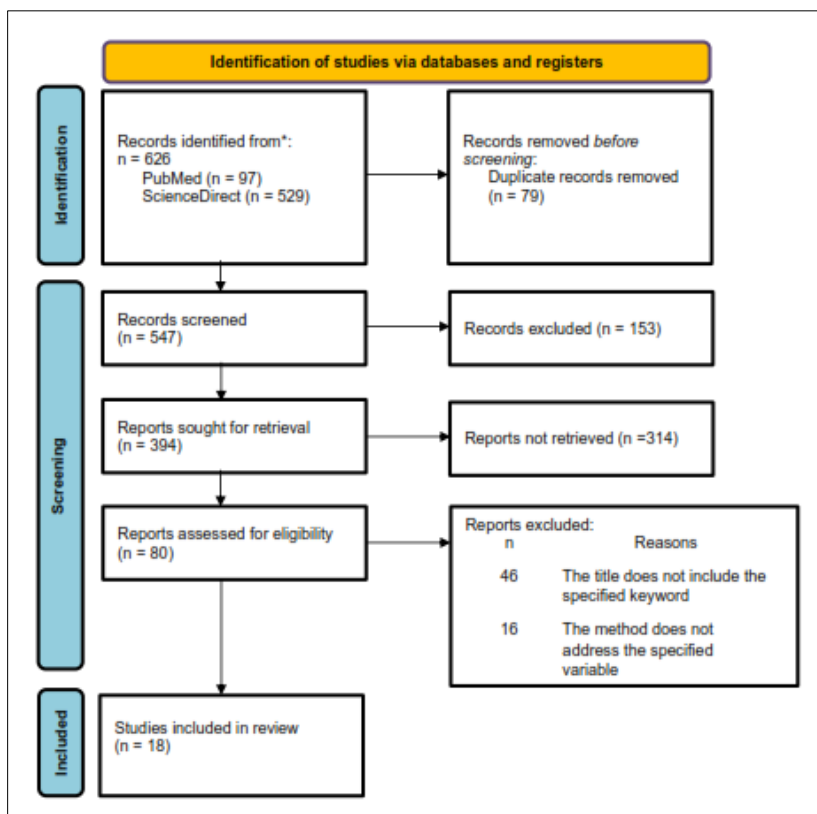 Identification of studies via databases and registers
Identification
Records identified from*:
n = 626
PubMed (n = 97)
ScienceDirect (n = 529)
Records removed before
screening:
Duplicate records removed
(n = 79)
Screening
Records screened
(n = 547)
Records excluded (n = 153)
Reports sought for retrieval
(n = 394)
Reports not retrieved (n =314)
Reports assessed for eligibility
(n = 80)
Reports excluded:
n Reasons
46 The title does not include the
specified keyword
16 The method does not
address the specified
variable
Included
Studies included in review
(n = 18)